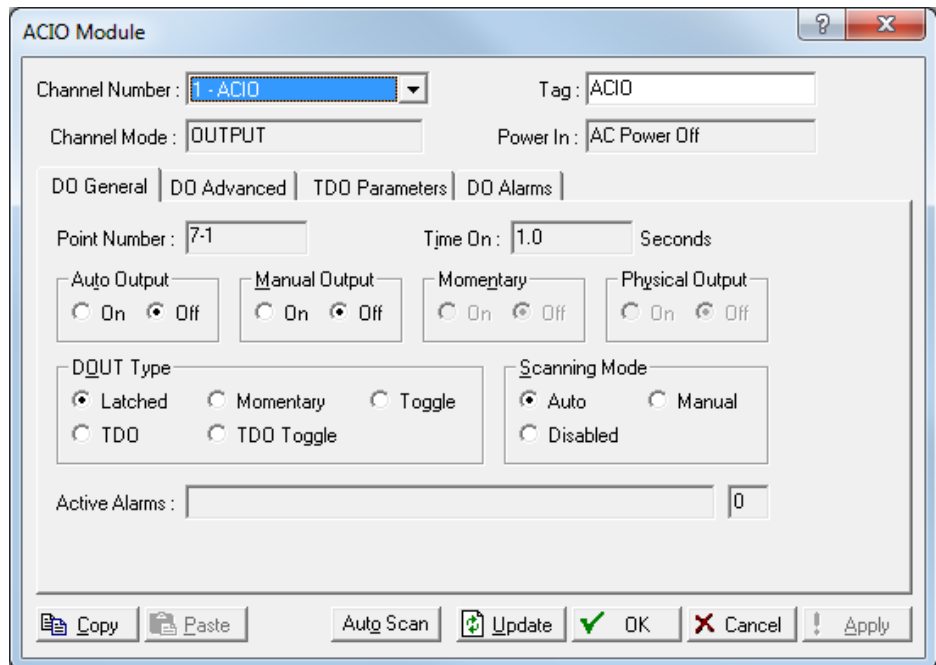 ACIO Module
?
X
Channel Number : 1 - ACIO Tag : ACIO
Channel Mode : OUTPUT Power In : AC Power Off
DO General DO Advanced TDO Parameters DO Alarms
Point Number : 7-1 Time On : 1.0 Seconds
Auto Output Manual Output Momentary Physical Output
On Off On Off On Off On Off
DOUT Type Scanning Mode
Latched Momentary Toggle Auto Manual
TDO TDO Toggle Disabled
Active Alarms : 0
Copy Paste Auto Scan Update OK Cancel ! Apply